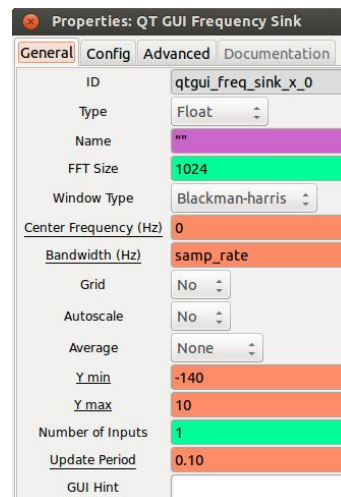 Properties: QT GUI Frequency Sink
General Config Advanced Documentation
ID qtgui_freq_sink_x_0
Type Float
Name ""
FFT Size 1024
Window Type Blackman-harris
Center Frequency (Hz) 0
Bandwidth (Hz) samp_rate
Grid No
Autoscale No
Average None
Y min -140
Y max 10
Number of Inputs 1
Update Period 0.10
GUI Hint